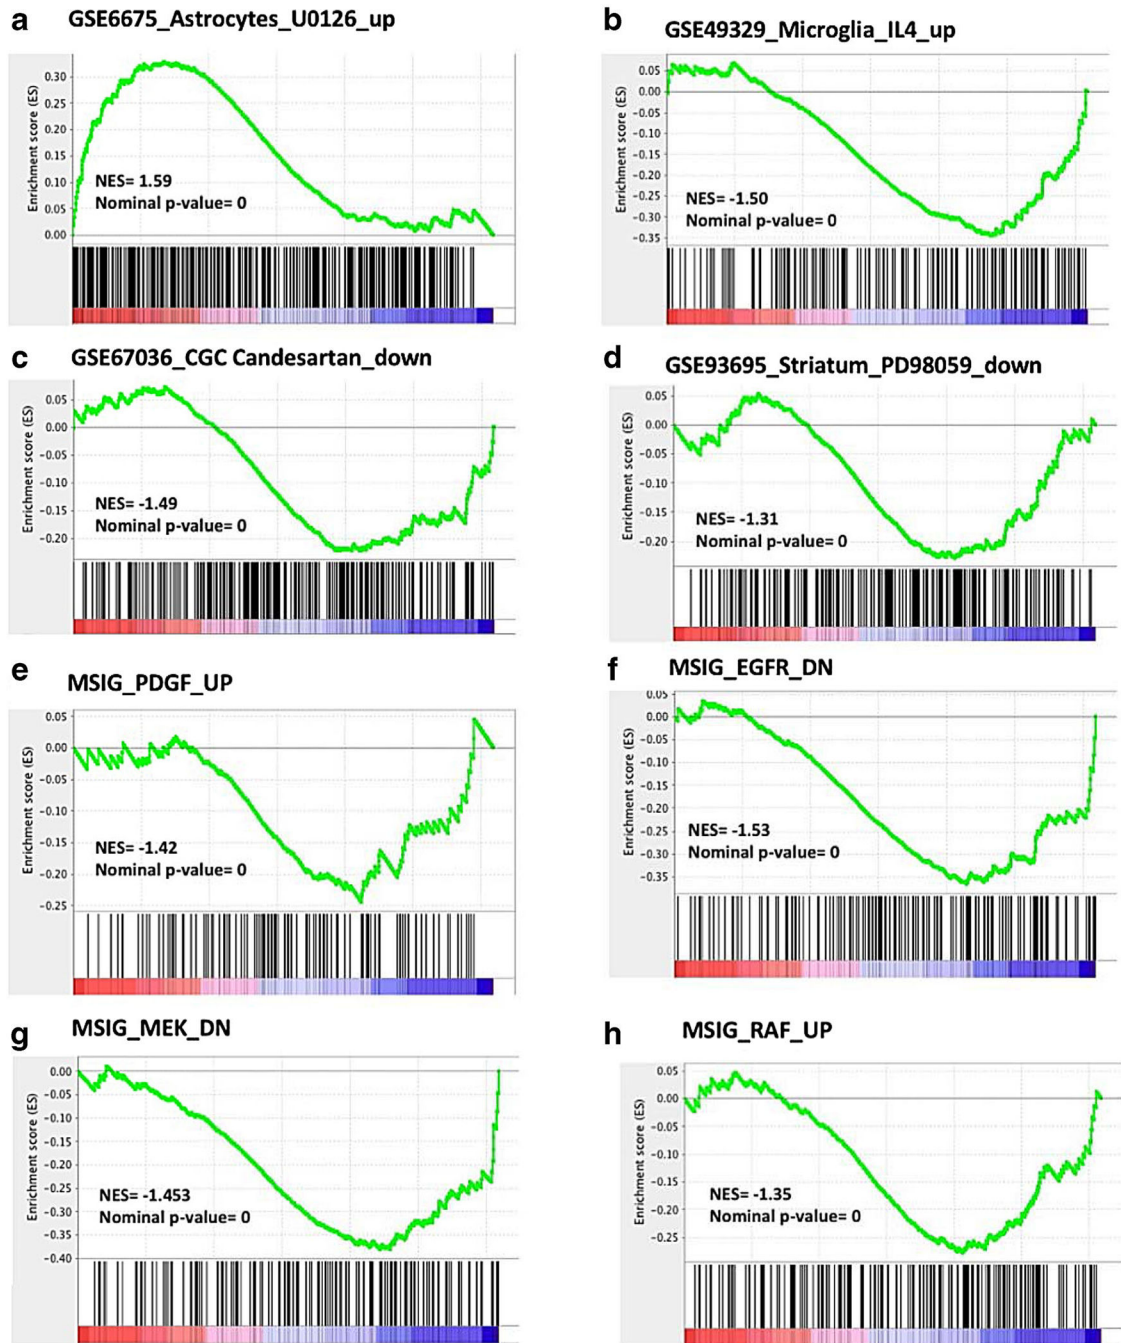 a
GSE6675_Astrocytes_U0126_up
Enrichment score (ES)
0.30
0.25
0.20
0.15
0.10
0.05
0.00
NES= 1.59
Nominal p-value= 0
b
GSE49329_Microglia_IL4_up
Enrichment score (ES)
0.05
0.00
-0.05
-0.10
-0.15
-0.20
-0.25
-0.30
-0.35
NES= -1.50
Nominal p-value= 0
c
GSE67036_CGC Candesartan_down
Enrichment score (ES)
0.05
0.00
-0.05
-0.10
-0.15
-0.20
NES= -1.49
Nominal p-value= 0
d
GSE93695_Striatum_PD98059_down
Enrichment score (ES)
0.05
0.00
-0.05
-0.10
-0.15
-0.20
NES= -1.31
Nominal p-value= 0
e
MSIG_PDGF_UP
Enrichment score (ES)
0.05
0.00
-0.05
-0.10
-0.15
-0.20
-0.25
NES= -1.42
Nominal p-value= 0
f
MSIG_EGFR_DN
Enrichment score (ES)
0.05
0.00
-0.05
-0.10
-0.15
-0.20
-0.25
-0.30
-0.35
NES= -1.53
Nominal p-value= 0
g
MSIG_MEK_DN
Enrichment score (ES)
0.00
-0.05
-0.10
-0.15
-0.20
-0.25
-0.30
-0.35
-0.40
NES= -1.453
Nominal p-value= 0
h
MSIG_RAF_UP
Enrichment score (ES)
0.05
0.00
-0.05
-0.10
-0.15
-0.20
-0.25
NES= -1.35
Nominal p-value= 0